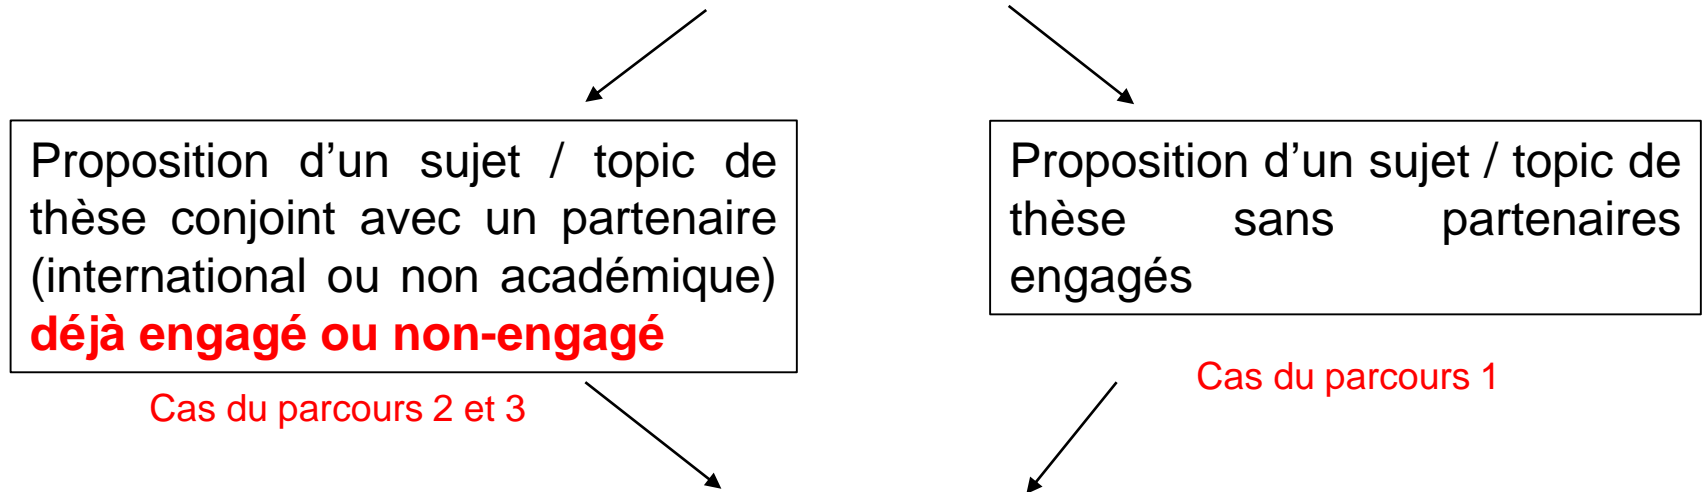 Proposition d'un sujet / topic de
thèse conjoint avec un partenaire
(international ou non académique)
déjà engagé ou non-engagé
Cas du parcours 2 et 3
Proposition d'un sujet / topic de
thèse sans partenaires
engagés
Cas du parcours 1